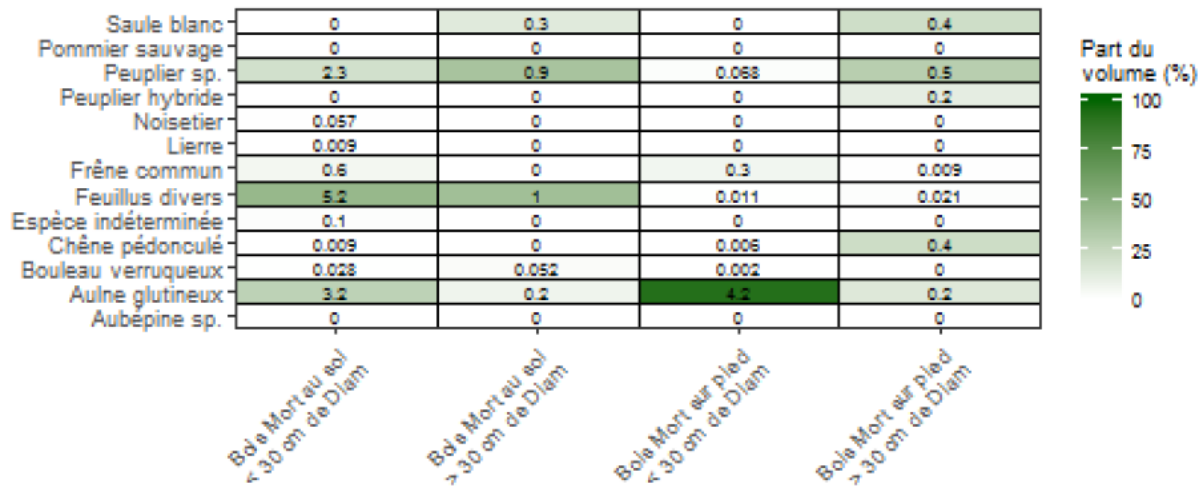 Saule blanc 0 0.3 0 0.4
Pommier sauvage 0 0 0 0
Peuplier sp. 2.3 0.9 0.068 0.5
Peuplier hybride 0 0 0 0.2
Noisetier 0.057 0 0 0
Lierre 0.009 0 0 0
Frêne commun 0.6 0 0.3 0.009
Feuillus divers 5.2 1 0.011 0.021
Espèce indéterminée 0.1 0 0 0
Chêne pédonculé 0.009 0 0.006 0.4
Bouleau verruqueux 0.028 0.052 0.002 0
Aulne glutineux 3.2 0.2 4.2 0.2
Aubépine sp. 0 0 0 0
Bois Mort au sol
< 30 cm de Diam
Bois Mort au sol
> 30 cm de Diam
Bois Mort sur pied
< 30 cm de Diam
Bois Mort sur pied
> 30 cm de Diam
Part du
volume (%)
100
75
50
25
0